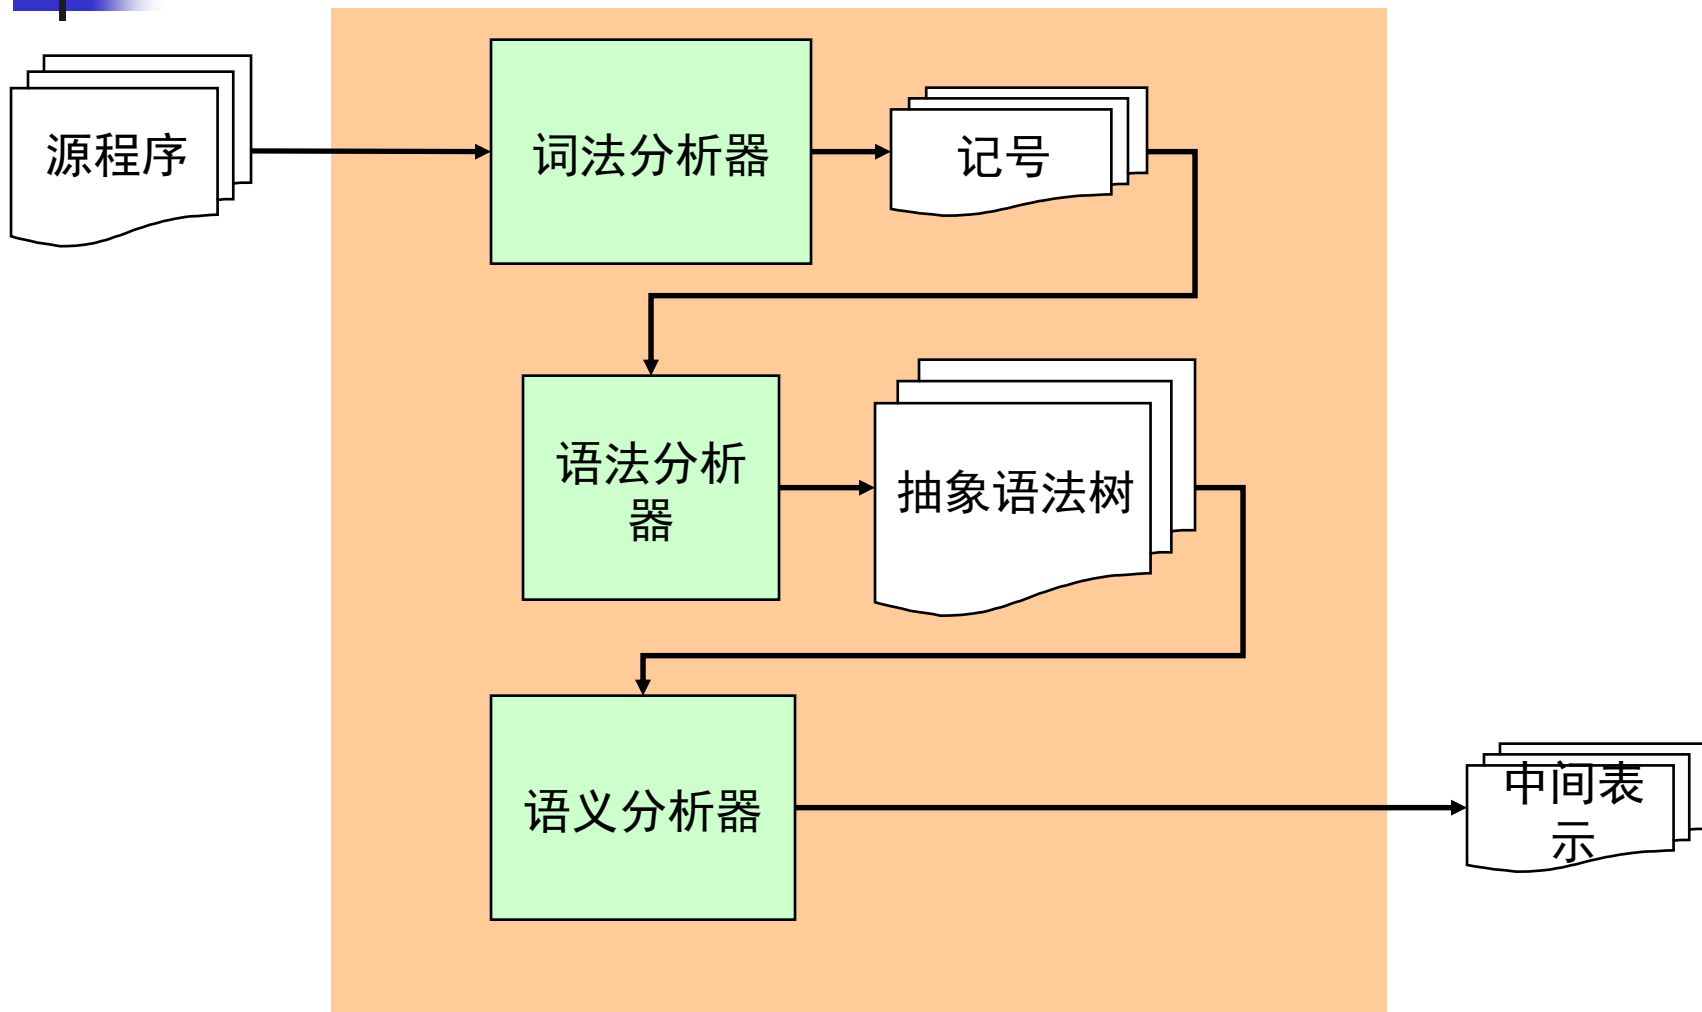 源程序
词法分析器
记号
语法分析
器
抽象语法树
语义分析器
中间表
示